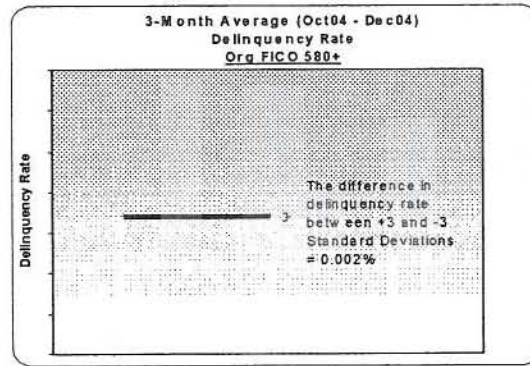 3-Month Average (Oct04 - Dec04)
Delinquency Rate
Org FICO 580+
Delinquency Rate
The difference in
delinquency rate
between +3 and -3
Standard Deviations
= 0.002%